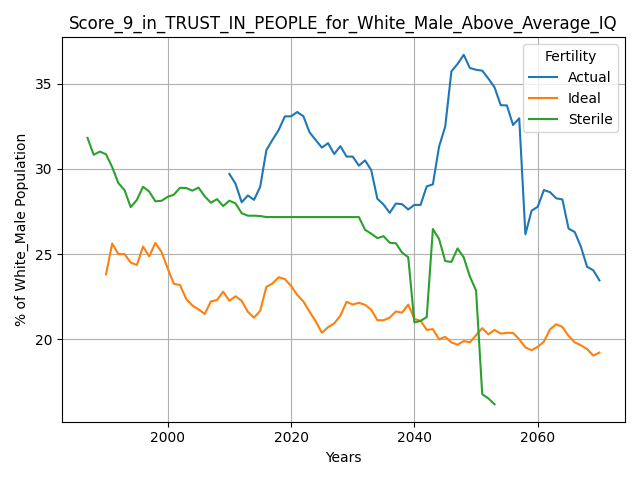 Score_9_in_TRUST_IN_PEOPLE_for_White_Male_Above_Average_IQ
Fertility
Actual
Ideal
Sterile
% of White_Male Population
35
30
25
20
2000
2020
2040
2060
Years